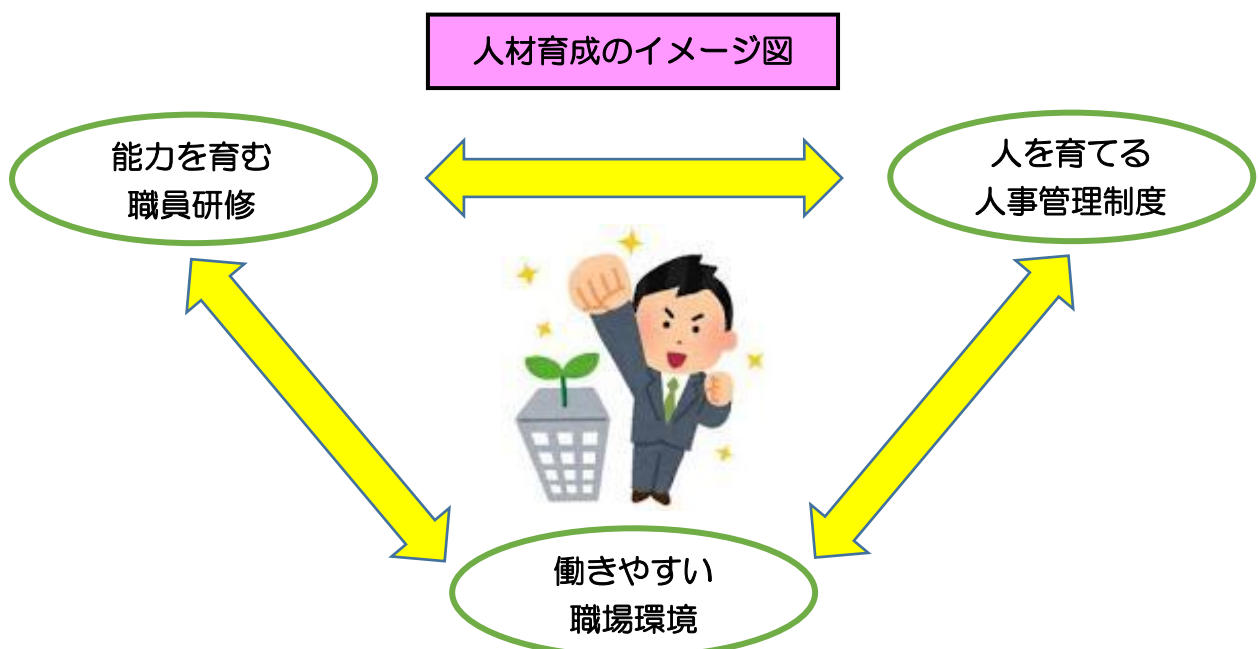 人材育成のイメージ図
能力を育む
職員研修
人を育てる
人事管理制度
働きやすい
職場環境